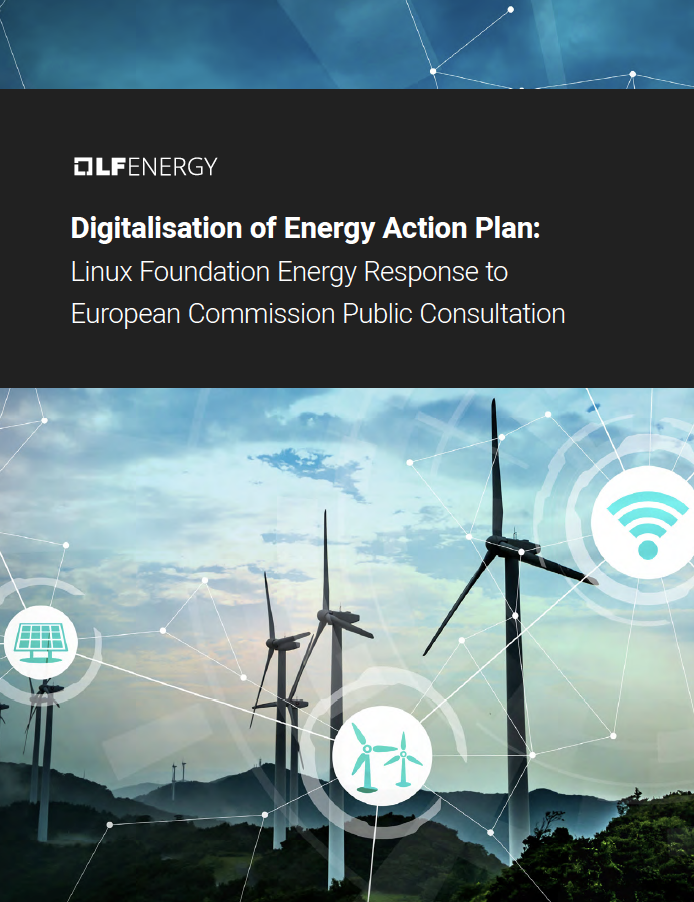 LFENERGY
Digitalisation of Energy Action Plan:
Linux Foundation Energy Response to
European Commission Public Consultation